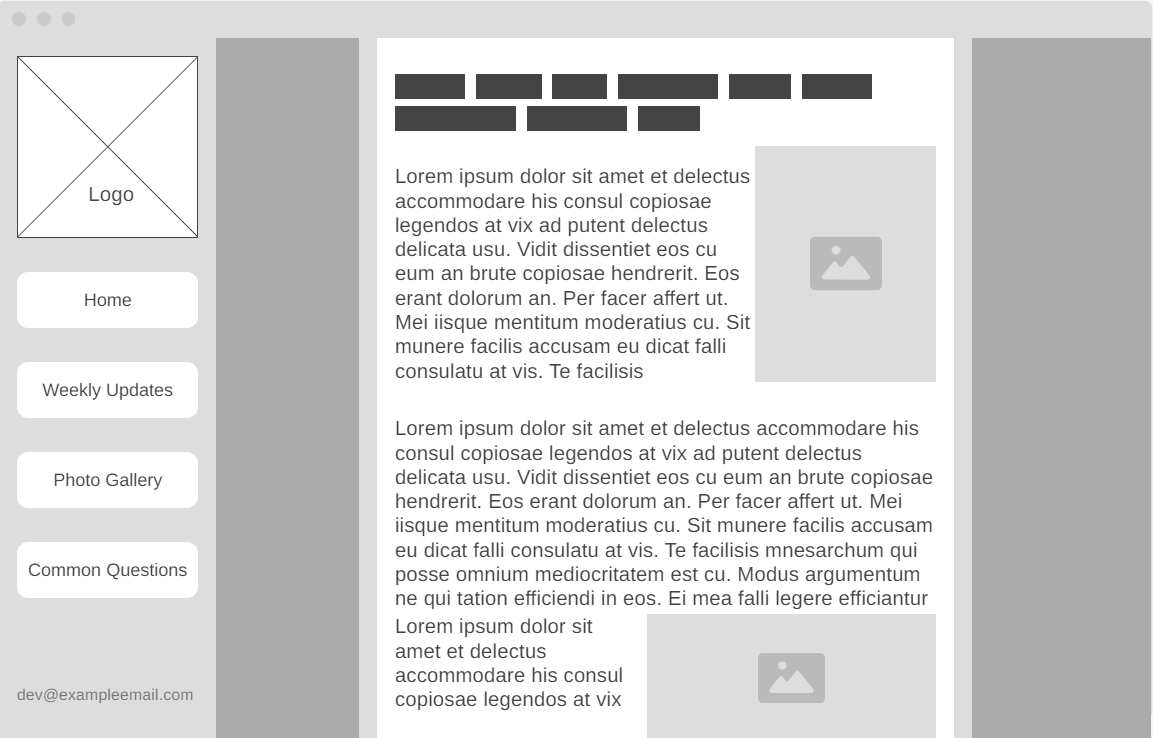 Logo
Home
Weekly Updates
Photo Gallery
Common Questions
dev@exampleemail.com
Lorem ipsum dolor sit amet et delectus
accommodare his consul copiosae
legendos at vix ad putent delectus
delicata usu. Vidit dissentiet eos cu
eum an brute copiosae hendrerit. Eos
erant dolorum an. Per facer affert ut.
Mei iisque mentitum moderatius cu. Sit
munere facilis accusam eu dicat falli
consulatu at vis. Te facilisis
Lorem ipsum dolor sit amet et delectus accommodare his
consul copiosae legendos at vix ad putent delectus
delicata usu. Vidit dissentiet eos cu eum an brute copiosae
hendrerit. Eos erant dolorum an. Per facer affert ut. Mei
iisque mentitum moderatius cu. Sit munere facilis accusam
eu dicat falli consulatu at vis. Te facilisis mnesarchum qui
posse omnium mediocritatem est cu. Modus argumentum
ne qui tation efficiendi in eos. Ei mea falli legere efficiantur
Lorem ipsum dolor sit
amet et delectus
accommodare his consul
copiosae legendos at vix